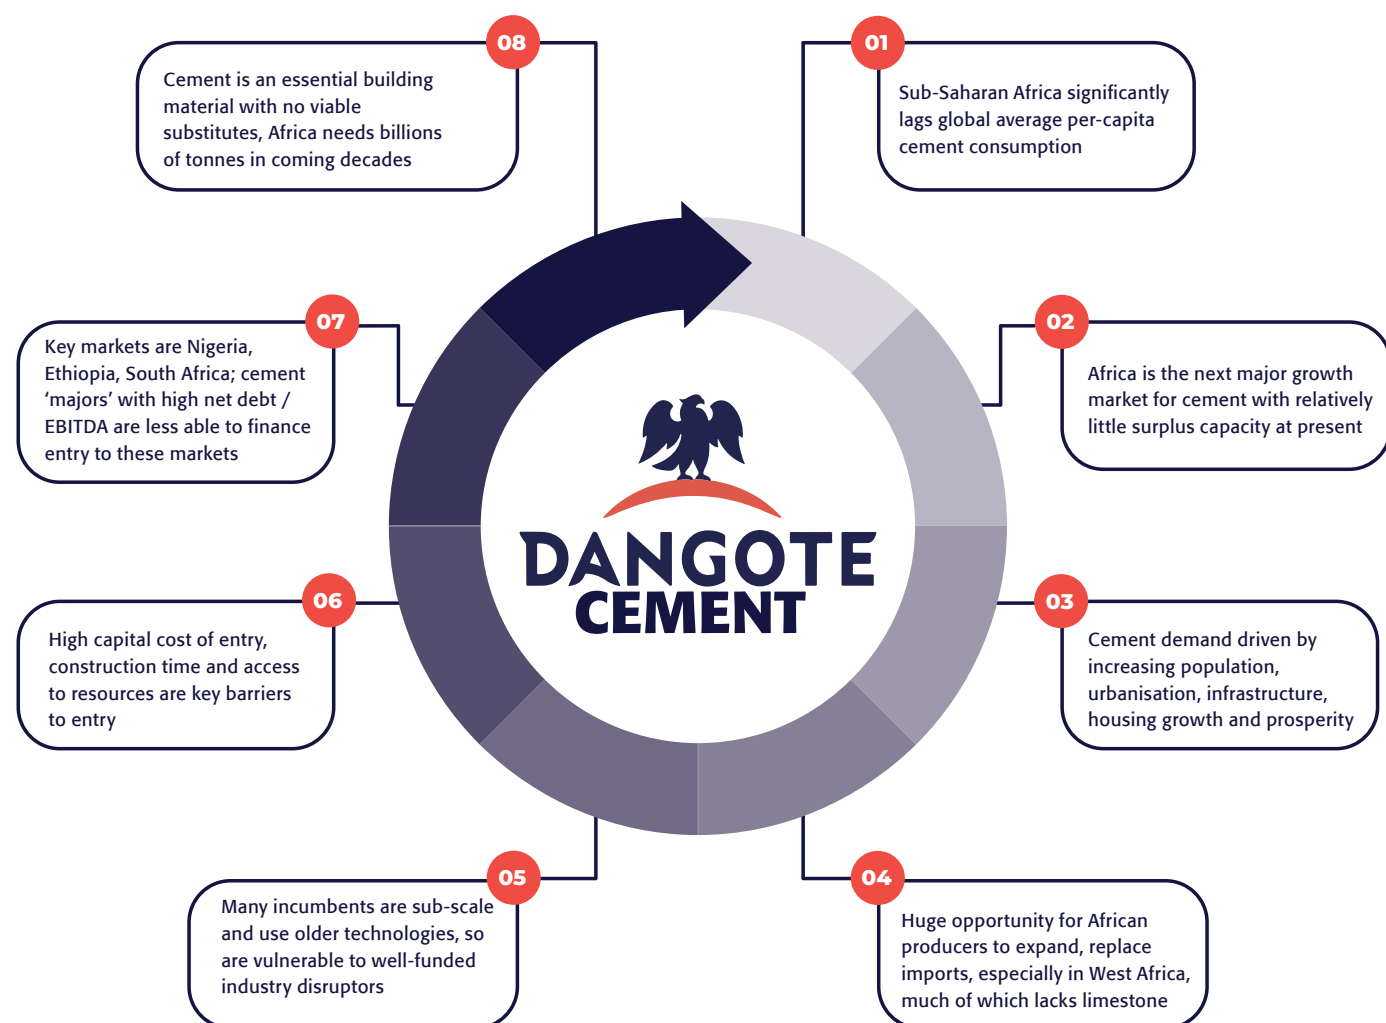 08
Cement is an essential building
material with no viable
substitutes, Africa needs billions
of tonnes in coming decades
01
Sub-Saharan Africa significantly
lags global average per-capita
cement consumption
07
Key markets are Nigeria,
Ethiopia, South Africa; cement
‘majors’ with high net debt /
EBITDA are less able to finance
entry to these markets
02
Africa is the next major growth
market for cement with relatively
little surplus capacity at present
DANGOTE
CEMENT
06
High capital cost of entry,
construction time and access
to resources are key barriers
to entry
03
Cement demand driven by
increasing population,
urbanisation, infrastructure,
housing growth and prosperity
05
Many incumbents are sub-scale
and use older technologies, so
are vulnerable to well-funded
industry disruptors
04
Huge opportunity for African
producers to expand, replace
imports, especially in West Africa,
much of which lacks limestone